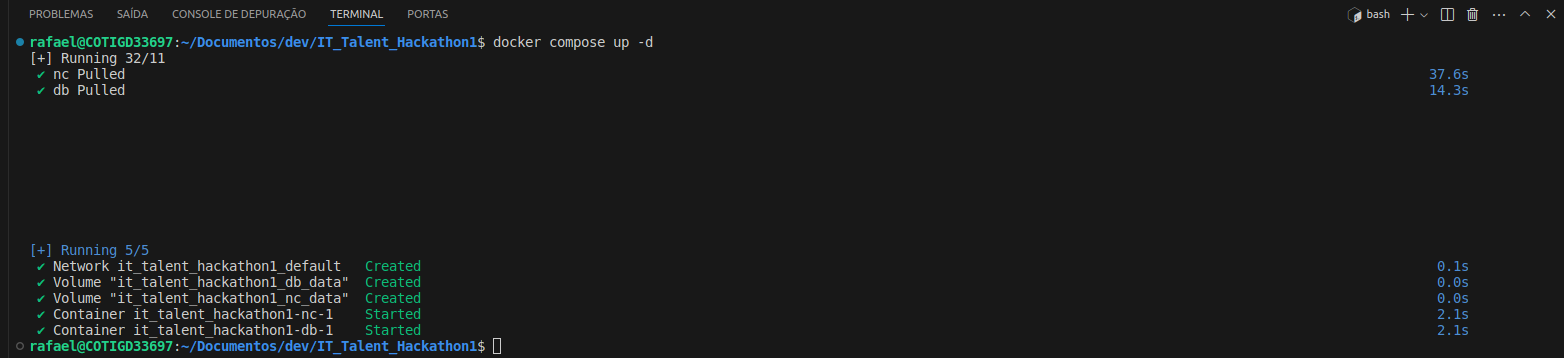 PROBLEMAS SAÍDA CONSOLE DE DEPURAÇÃO TERMINAL PORTAS bash
rafael@COTIGD33697:~/Documentos/dev/IT_Talent_Hackathon1$ docker compose up -d
[+] Running 32/11
✔ nc Pulled 37.6s
✔ db Pulled 14.3s
[+] Running 5/5
✔ Network it_talent_hackathon1_default Created 0.1s
✔ Volume "it_talent_hackathon1_db_data" Created 0.0s
✔ Volume "it_talent_hackathon1_nc_data" Created 0.0s
✔ Container it_talent_hackathon1-nc-1 Started 2.1s
✔ Container it_talent_hackathon1-db-1 Started 2.1s
rafael@COTIGD33697:~/Documentos/dev/IT_Talent_Hackathon1$